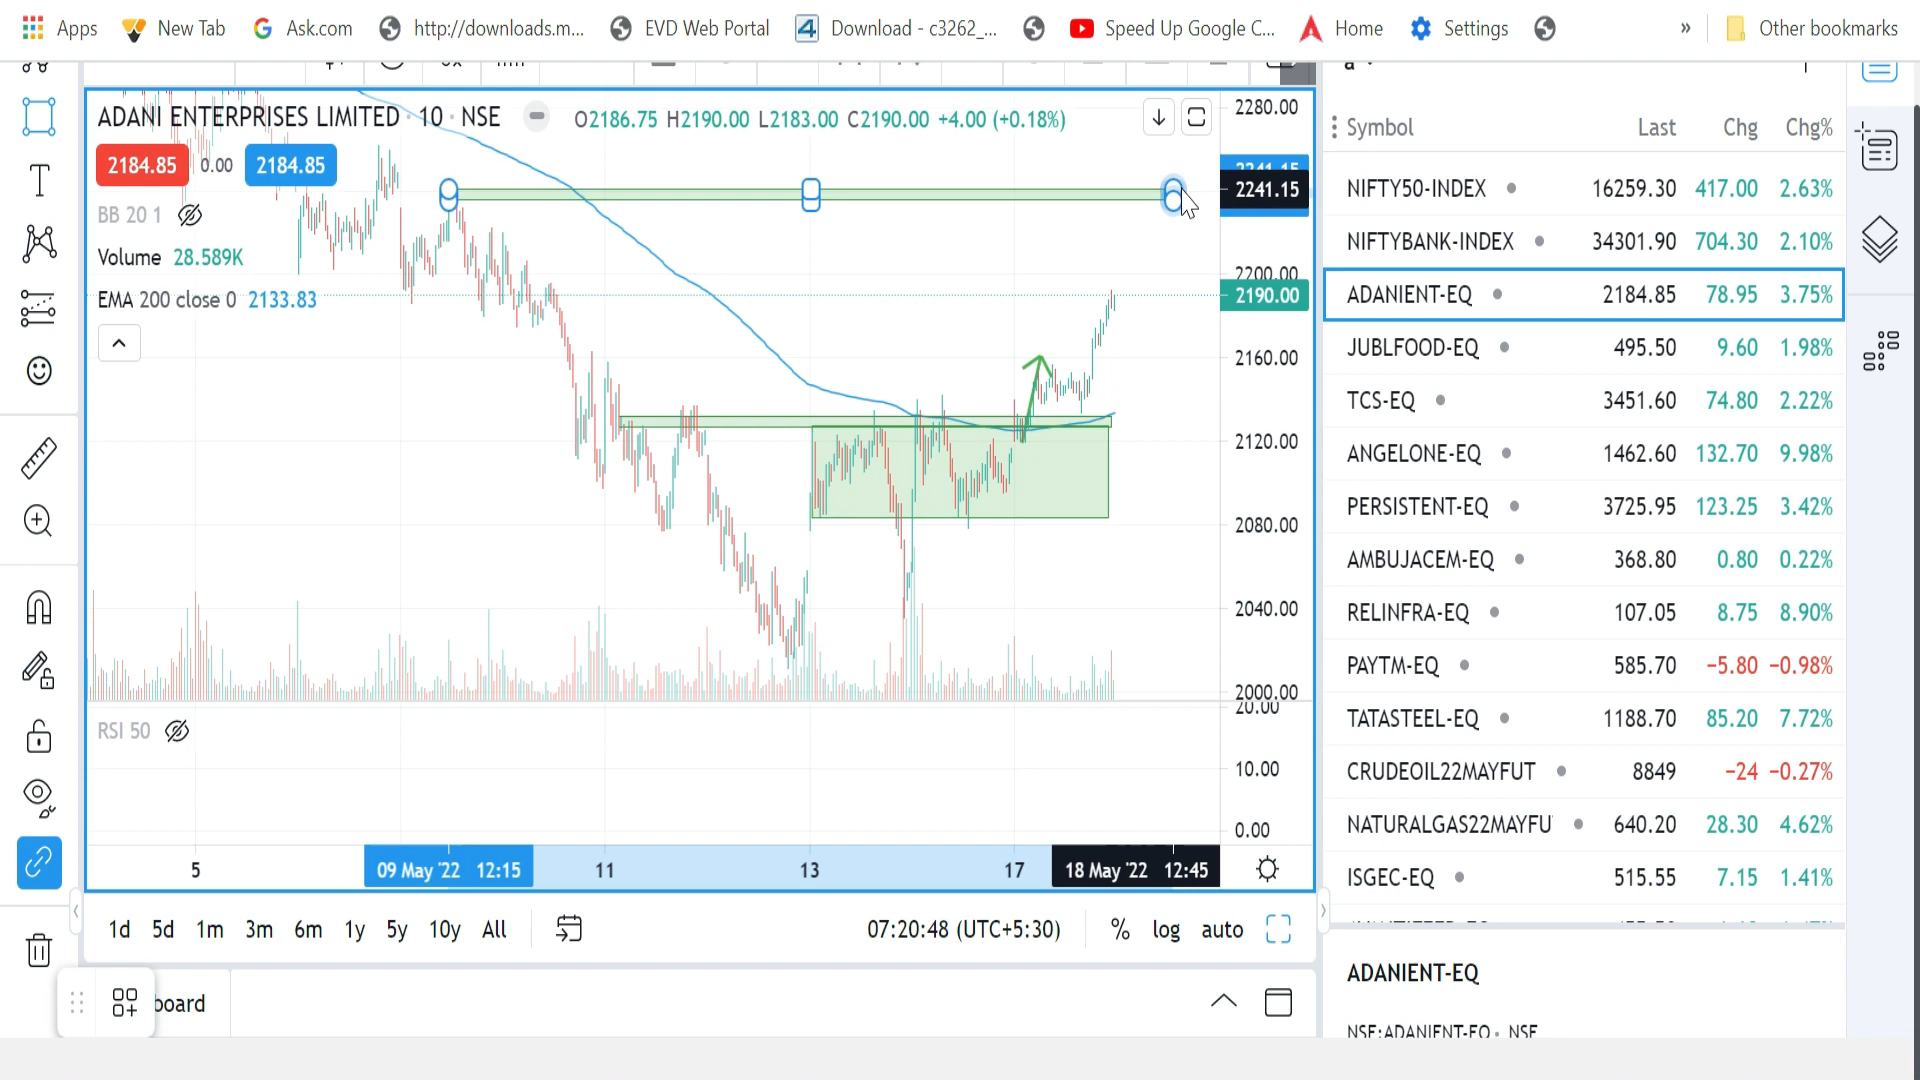 Apps New Tab Ask.com http://downloads.m... EVD Web Portal Download - c3262_... Speed Up Google C... Home Settings » Other bookmarks
ADANI ENTERPRISES LIMITED · 10 · NSE O2186.75 H2190.00 L2183.00 C2190.00 +4.00 (+0.18%)
2184.85 0.00 2184.85
BB 20 1
Volume 28.589K
EMA 200 close 0 2133.83
2280.00
2241.15
2241.15
2200.00
2190.00
2160.00
2120.00
2080.00
2040.00
2000.00
RSI 50
20.00
10.00
0.00
5 09 May '22 12:15 11 13 17 18 May '22 12:45
1d 5d 1m 3m 6m 1y 5y 10y All 07:20:48 (UTC+5:30) % log auto
board
Symbol Last Chg Chg%
NIFTY50-INDEX 16259.30 417.00 2.63%
NIFTYBANK-INDEX 34301.90 704.30 2.10%
ADANIENT-EQ 2184.85 78.95 3.75%
JUBLFOOD-EQ 495.50 9.60 1.98%
TCS-EQ 3451.60 74.80 2.22%
ANGELONE-EQ 1462.60 132.70 9.98%
PERSISTENT-EQ 3725.95 123.25 3.42%
AMBUJACEM-EQ 368.80 0.80 0.22%
RELINFRA-EQ 107.05 8.75 8.90%
PAYTM-EQ 585.70 −5.80 −0.98%
TATASTEEL-EQ 1188.70 85.20 7.72%
CRUDEOIL22MAYFUT 8849 −24 −0.27%
NATURALGAS22MAYFU 640.20 28.30 4.62%
ISGEC-EQ 515.55 7.15 1.41%
ADANIENT-EQ
NSE:ADANIENT-EQ • NSE